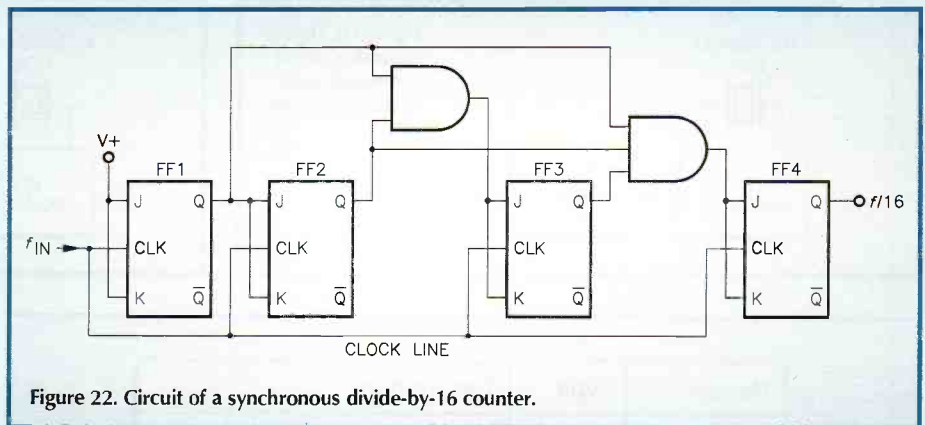 V+
FF1
FF2
FF3
FF4
J Q
J Q
J Q
J Q
f/16
fIN
CLK
CLK
CLK
CLK
K Q̅
K Q̅
K Q̅
K Q̅
CLOCK LINE
Figure 22. Circuit of a synchronous divide-by-16 counter.